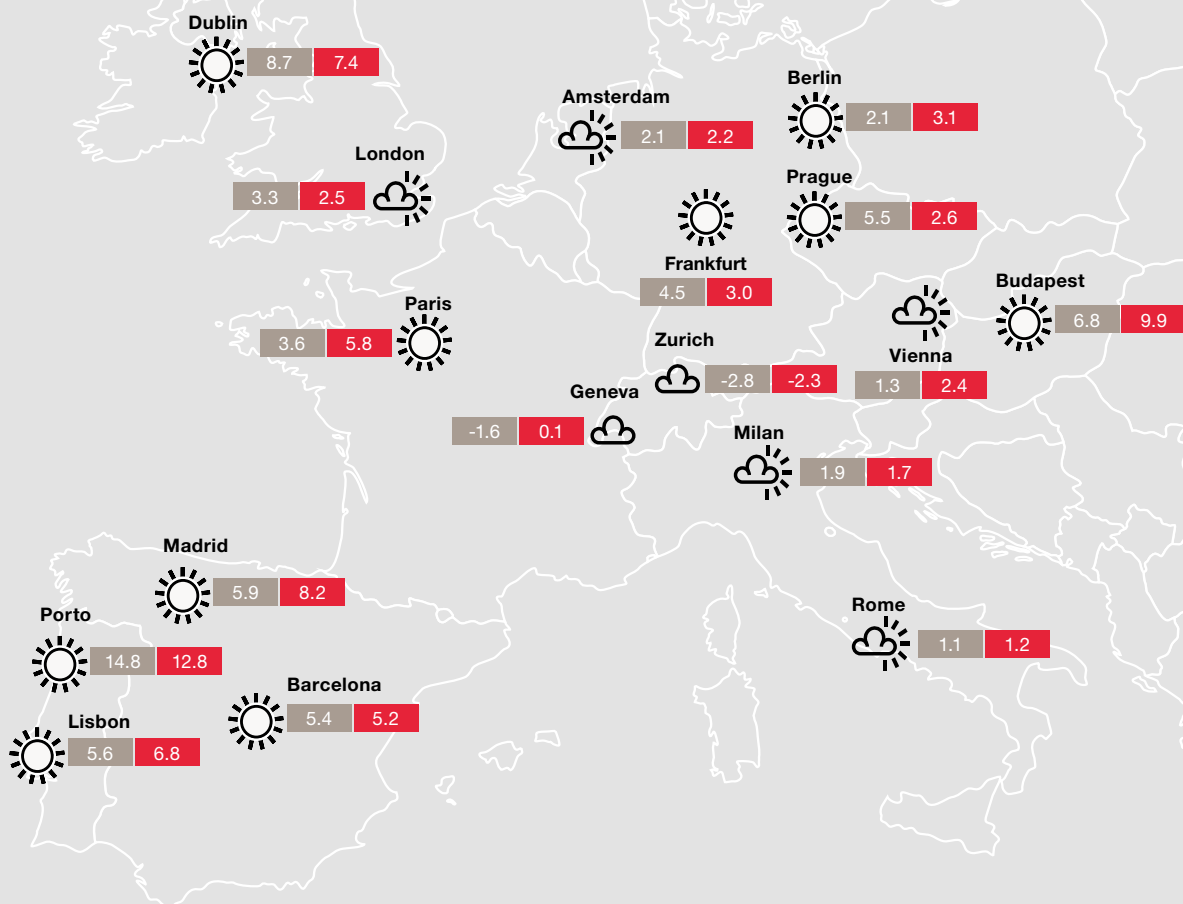 Dublin
8.7 7.4
Berlin
2.1 3.1
Amsterdam
2.1 2.2
London
3.3 2.5
Prague
5.5 2.6
Frankfurt
4.5 3.0
Budapest
6.8 9.9
Paris
3.6 5.8
Zurich
-2.8 -2.3
Vienna
1.3 2.4
Geneva
-1.6 0.1
Milan
1.9 1.7
Madrid
5.9 8.2
Porto
14.8 12.8
Rome
1.1 1.2
Barcelona
5.4 5.2
Lisbon
5.6 6.8